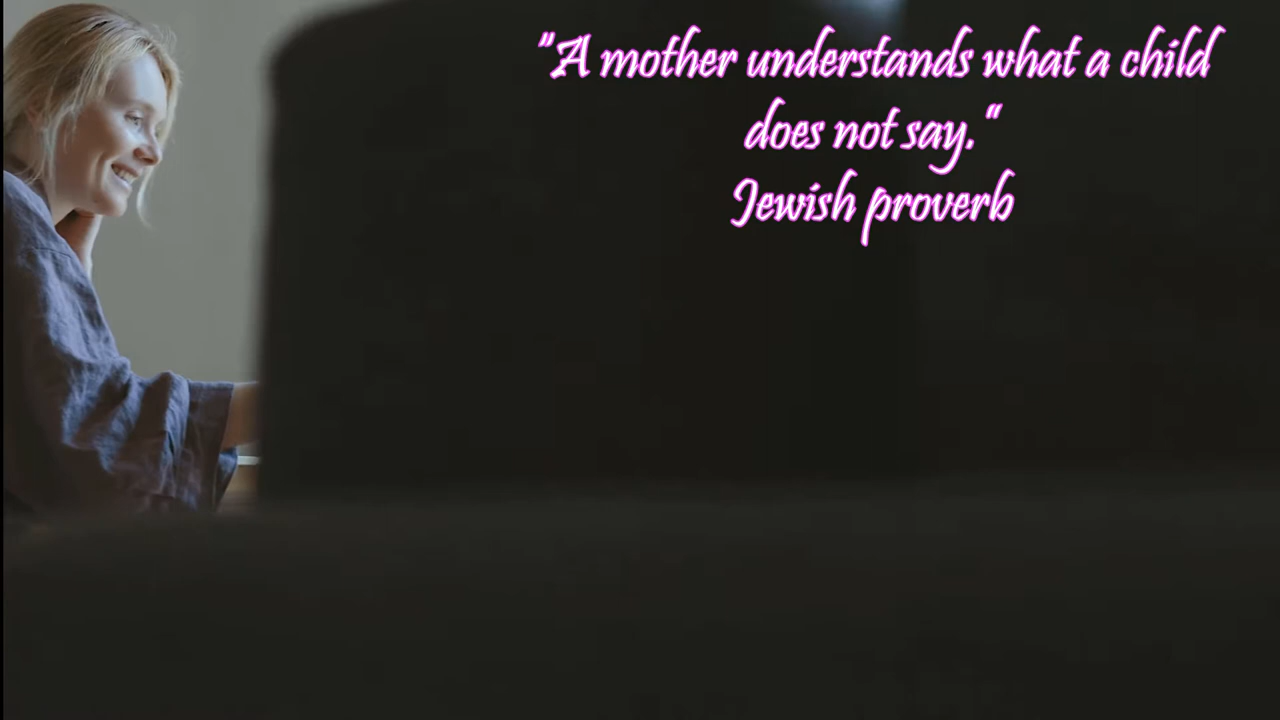 "A mother understands what a child
does not say."
Jewish proverb